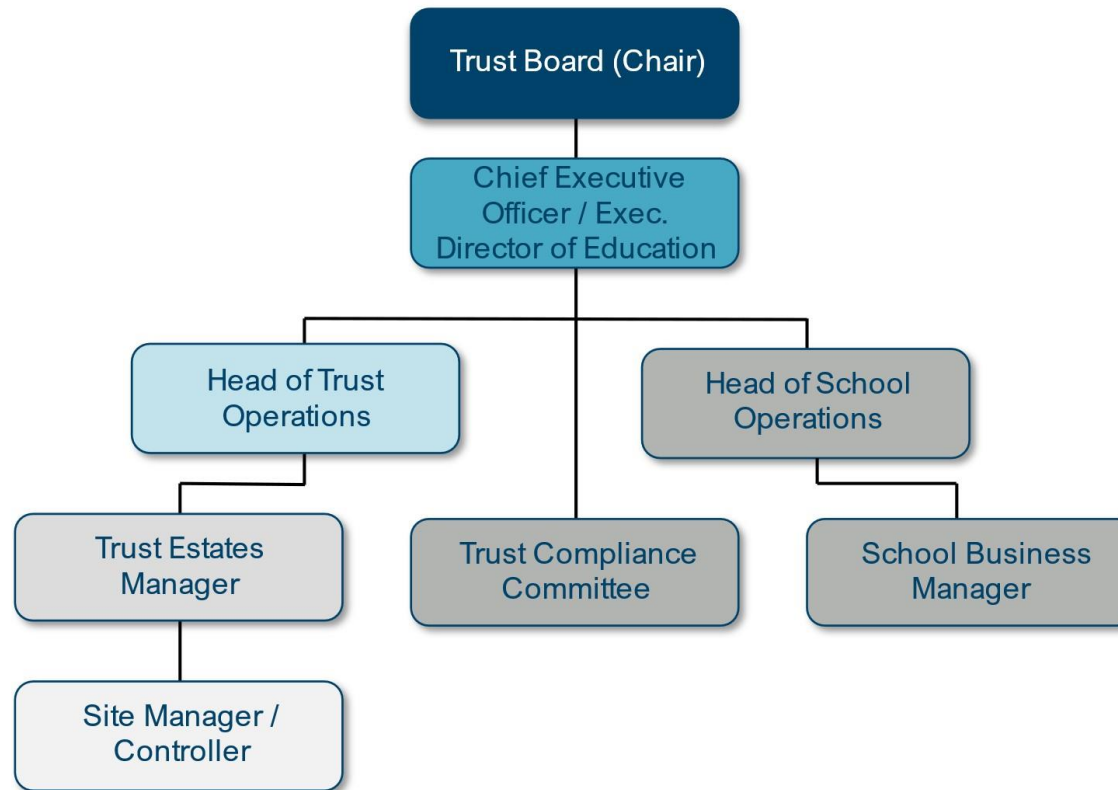 Trust Board (Chair)
Chief Executive
Officer / Exec.
Director of Education
Head of Trust
Operations
Head of School
Operations
Trust Estates
Manager
Trust Compliance
Committee
School Business
Manager
Site Manager /
Controller